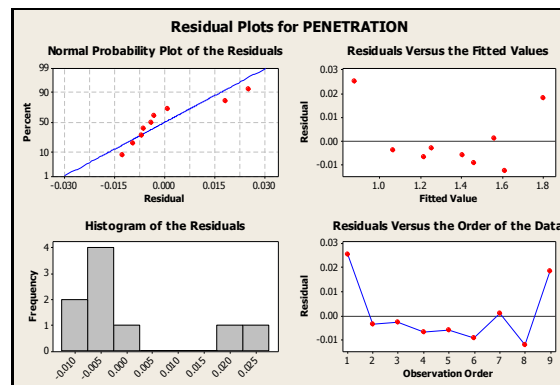 Residual Plots for PENETRATION
Normal Probability Plot of the Residuals
Residuals Versus the Fitted Values
99
90
50
10
1
Percent
-0.030 -0.015 0.000 0.015 0.030
Residual
0.03
0.02
0.01
0.00
-0.01
Residual
1.0 1.2 1.4 1.6 1.8
Fitted Value
Histogram of the Residuals
Residuals Versus the Order of the Data
4
3
2
1
0
Frequency
-0.010 -0.005 0.000 0.005 0.010 0.015 0.020 0.025
0.03
0.02
0.01
0.00
-0.01
Residual
1 2 3 4 5 6 7 8 9
Observation Order